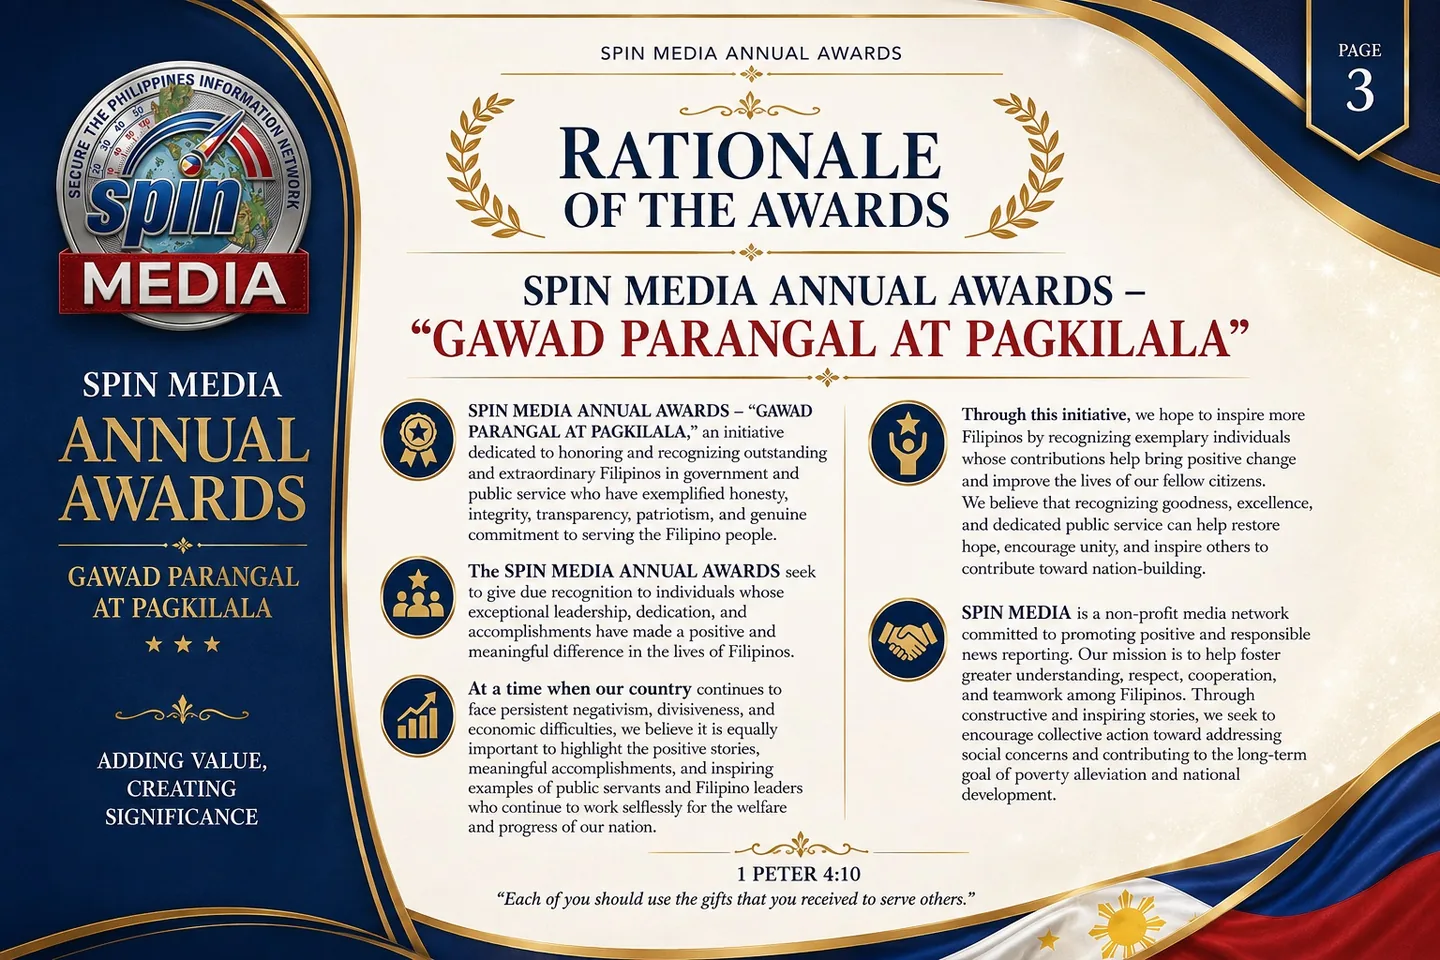 SECURE THE PHILIPPINES INFORMATION NETWORK
spin
MEDIA
SPIN MEDIA
ANNUAL
AWARDS
GAWAD PARANGAL
AT PAGKILALA
ADDING VALUE,
CREATING
SIGNIFICANCE
SPIN MEDIA ANNUAL AWARDS
PAGE
3
RATIONALE
OF THE AWARDS
SPIN MEDIA ANNUAL AWARDS –
“GAWAD PARANGAL AT PAGKILALA”
SPIN MEDIA ANNUAL AWARDS – “GAWAD
PARANGAL AT PAGKILALA,” an initiative
dedicated to honoring and recognizing outstanding
and extraordinary Filipinos in government and
public service who have exemplified honesty,
integrity, transparency, patriotism, and genuine
commitment to serving the Filipino people.
The SPIN MEDIA ANNUAL AWARDS seek
to give due recognition to individuals whose
exceptional leadership, dedication, and
accomplishments have made a positive and
meaningful difference in the lives of Filipinos.
At a time when our country continues to
face persistent negativism, divisiveness, and
economic difficulties, we believe it is equally
important to highlight the positive stories,
meaningful accomplishments, and inspiring
examples of public servants and Filipino leaders
who continue to work selflessly for the welfare
and progress of our nation.
Through this initiative, we hope to inspire more
Filipinos by recognizing exemplary individuals
whose contributions help bring positive change
and improve the lives of our fellow citizens.
We believe that recognizing goodness, excellence,
and dedicated public service can help restore
hope, encourage unity, and inspire others to
contribute toward nation-building.
SPIN MEDIA is a non-profit media network
committed to promoting positive and responsible
news reporting. Our mission is to help foster
greater understanding, respect, cooperation,
and teamwork among Filipinos. Through
constructive and inspiring stories, we seek to
encourage collective action toward addressing
social concerns and contributing to the long-term
goal of poverty alleviation and national
development.
1 PETER 4:10
“Each of you should use the gifts that you received to serve others.”